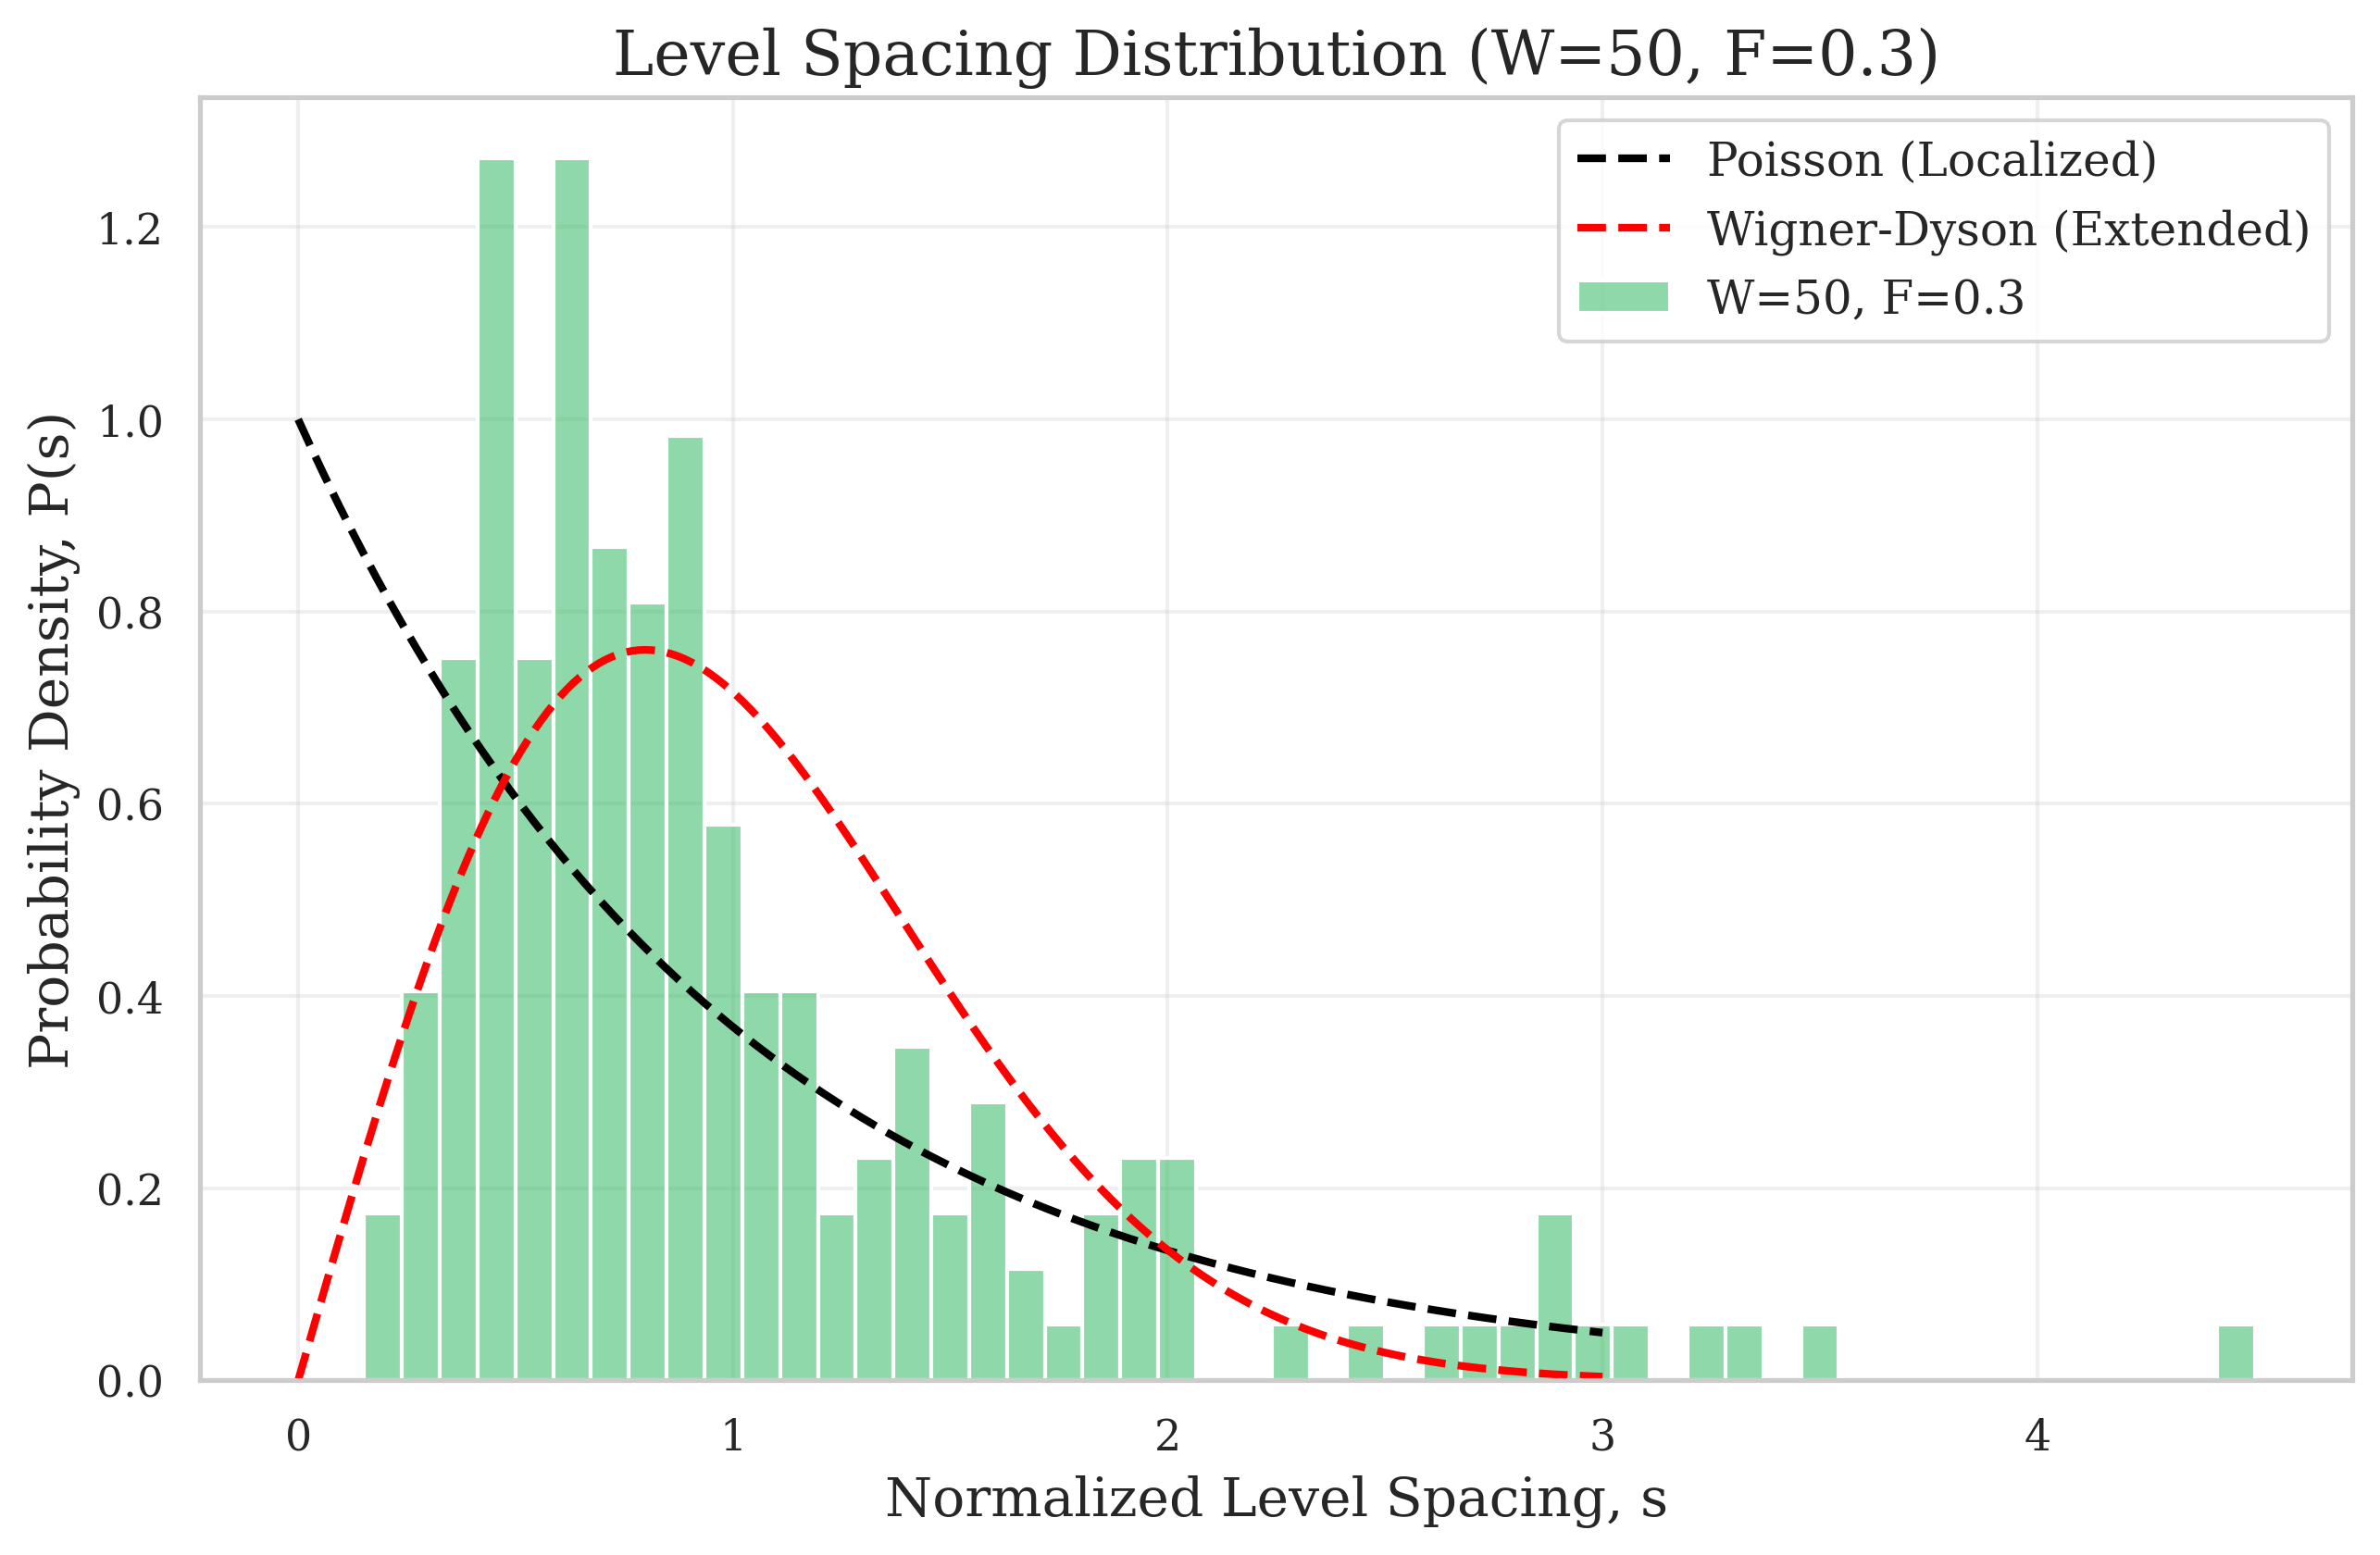 Level Spacing Distribution (W=50, F=0.3)
Poisson (Localized)
Wigner-Dyson (Extended)
W=50, F=0.3
Probability Density, P(s)
1.2
1.0
0.8
0.6
0.4
0.2
0.0
0 1 2 3 4
Normalized Level Spacing, s